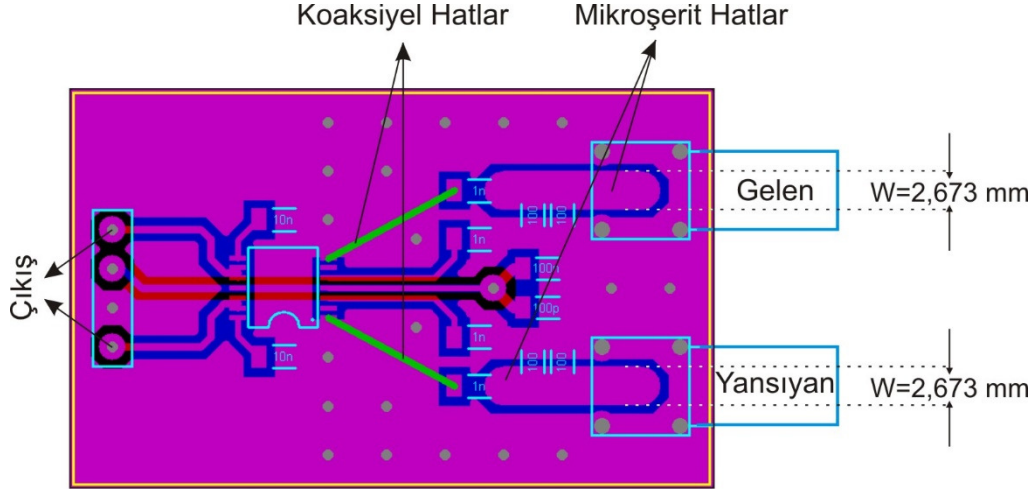 Koaksiyel Hatlar
Mikroşerit Hatlar
1n
Gelen
W=2,673 mm
10n
100
100
1n
100n
Çıkış
100p
1n
10n
100
100
1n
Yansıyan
W=2,673 mm